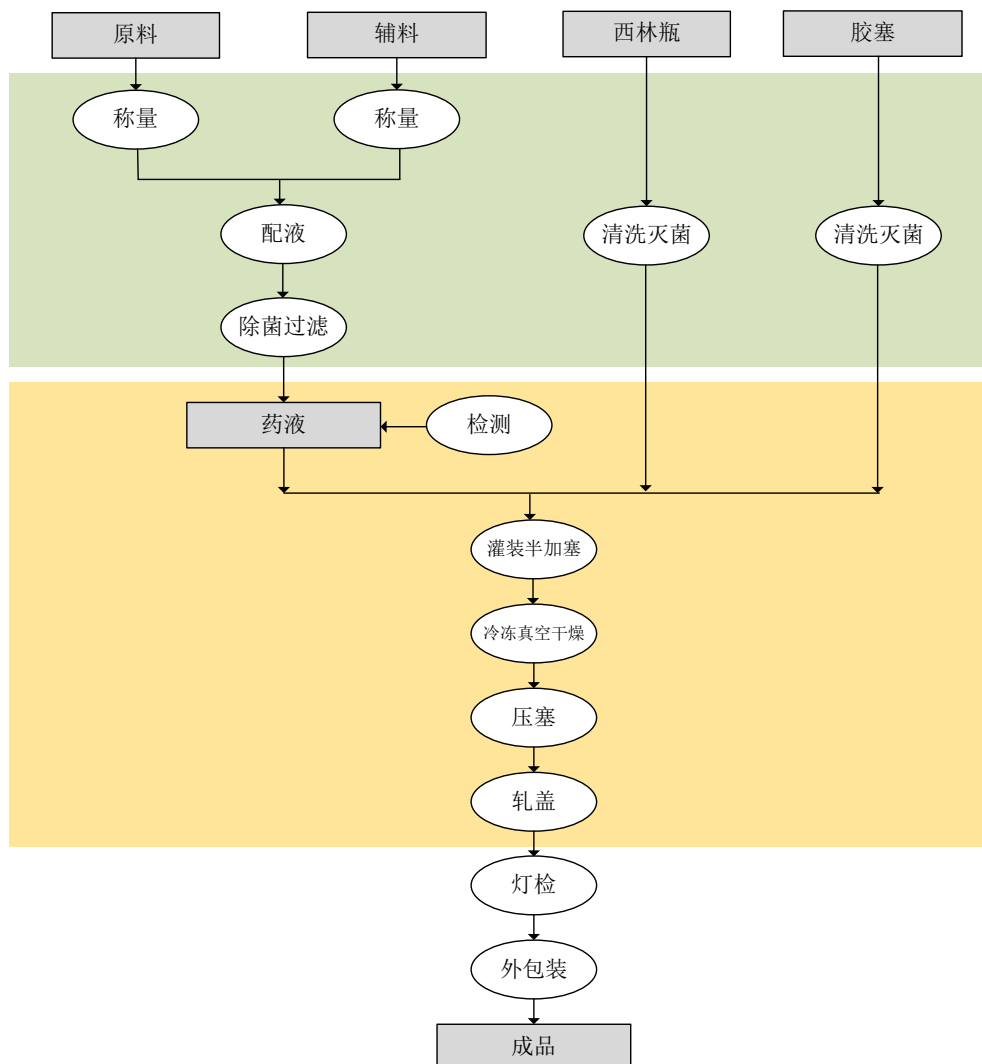 原料
辅料
西林瓶
胶塞
称量
称量
配液
清洗灭菌
清洗灭菌
除菌过滤
药液
检测
灌装半加塞
冷冻真空干燥
压塞
轧盖
灯检
外包装
成品